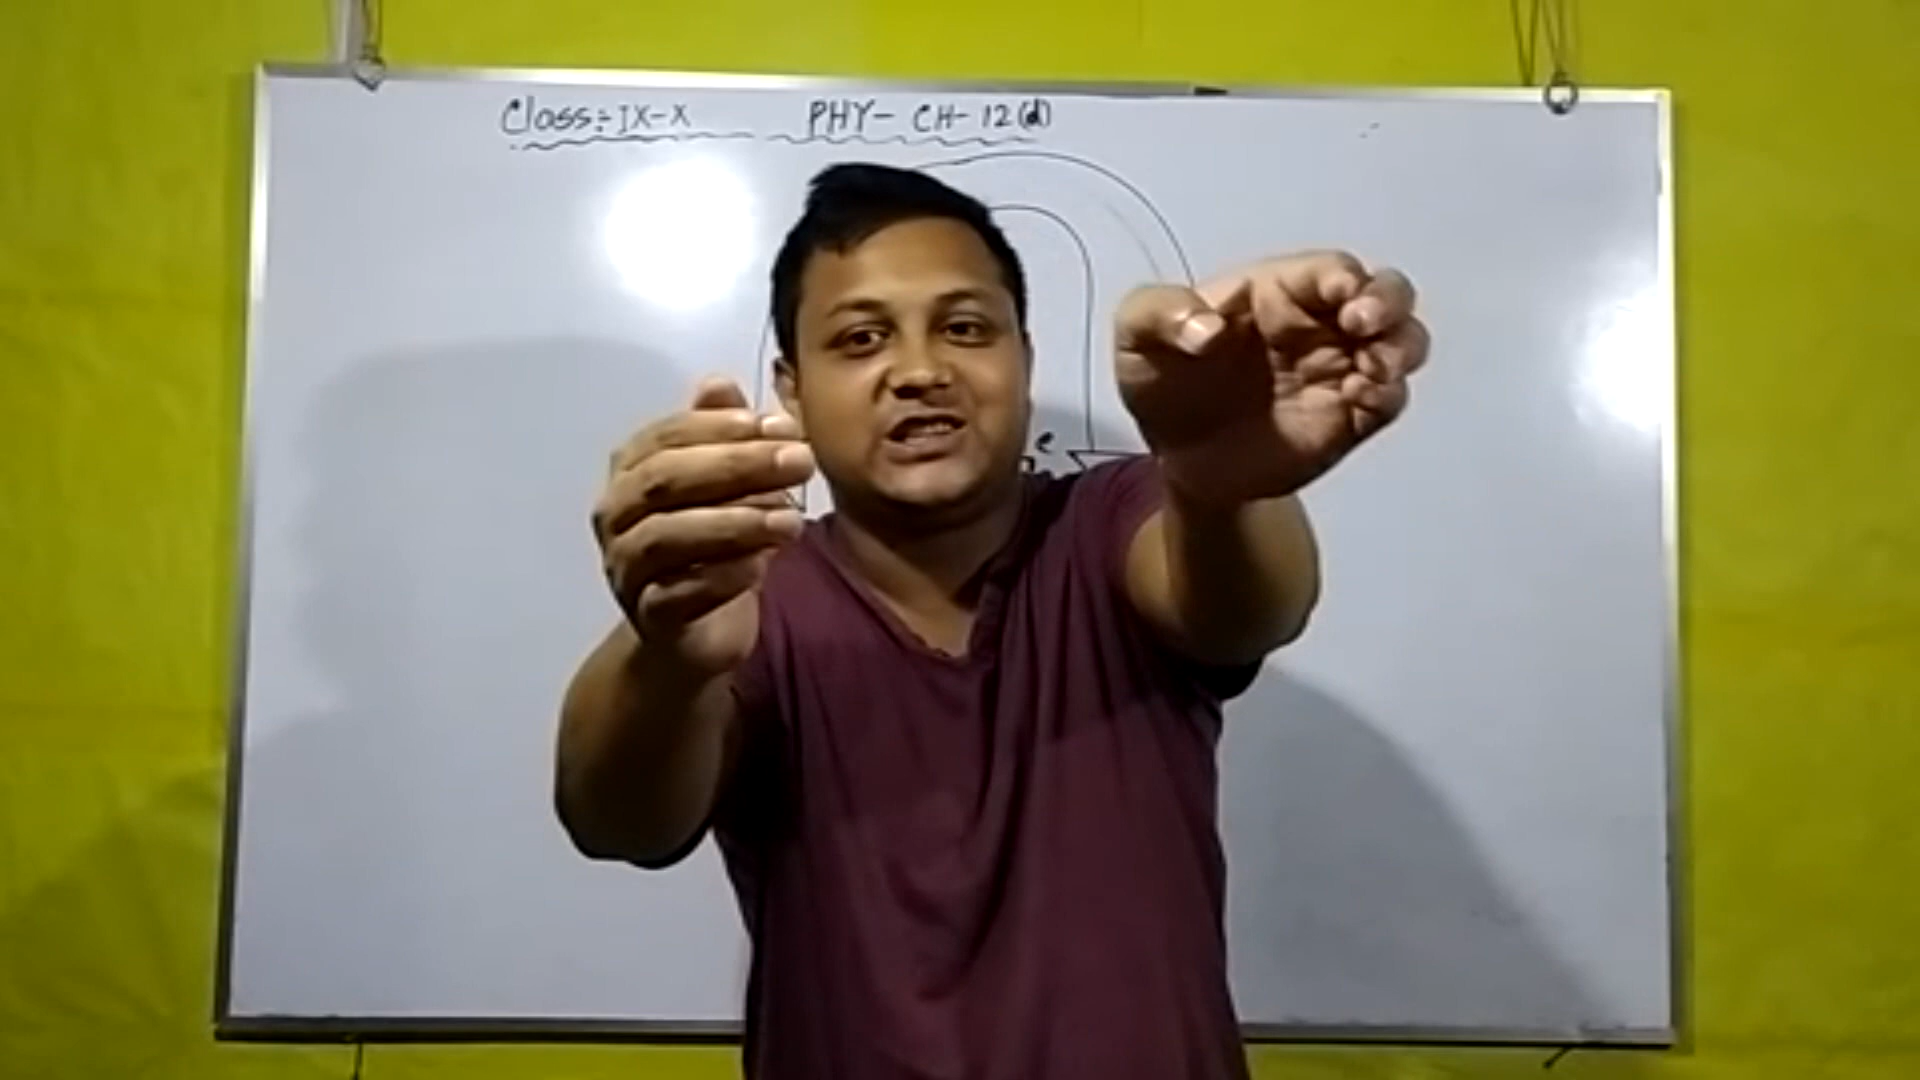 Class:- IX-X PHY- CH- 12(d)
e